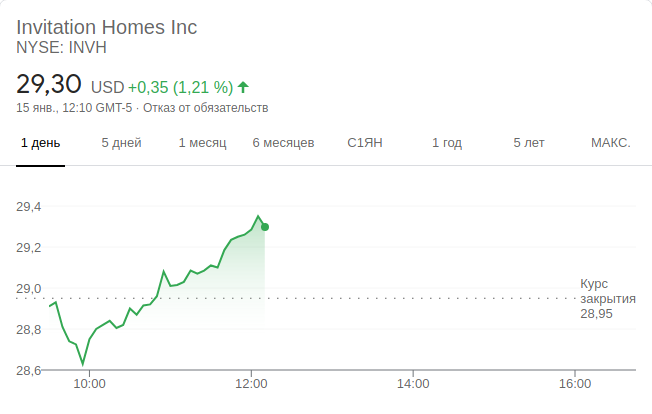 Invitation Homes Inc
NYSE: INVH
29,30 USD +0,35 (1,21 %)
15 янв., 12:10 GMT-5 · Отказ от обязательств
1 день 5 дней 1 месяц 6 месяцев С1ЯН 1 год 5 лет МАКС.
29,4
29,2
29,0
28,8
28,6
Курс
закрытия
28,95
10:00 12:00 14:00 16:00